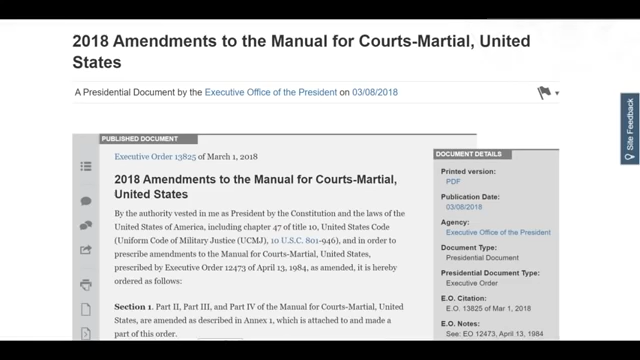 2018 Amendments to the Manual for Courts-Martial, United
States
A Presidential Document by the Executive Office of the President on 03/08/2018
PUBLISHED DOCUMENT
Executive Order 13825 of March 1, 2018
2018 Amendments to the Manual for Courts-Martial,
United States
By the authority vested in me as President by the Constitution and the laws of the
United States of America, including chapter 47 of title 10, United States Code
(Uniform Code of Military Justice (UCMJ), 10 U.S.C. 801-946), and in order to
prescribe amendments to the Manual for Courts-Martial, United States,
prescribed by Executive Order 12473 of April 13, 1984, as amended, it is hereby
ordered as follows:
Section 1. Part II, Part III, and Part IV of the Manual for Courts-Martial, United
States, are amended as described in Annex 1, which is attached to and made a
part of this order.
DOCUMENT DETAILS
Printed version:
PDF
Publication Date:
03/08/2018
Agency:
Executive Office of the President
Document Type:
Presidential Document
Presidential Document Type:
Executive Order
E.O. Citation:
E.O. 13825 of Mar 1, 2018
E.O. Notes:
See: EO 12473, April 13, 1984
Site Feedback